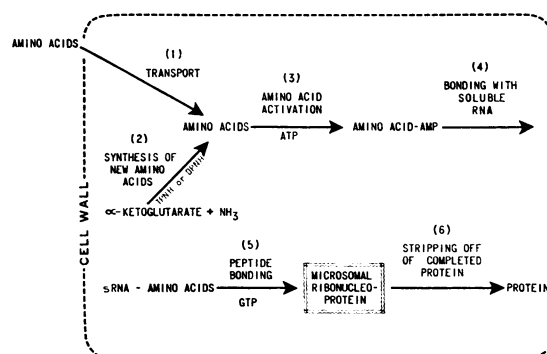 AMINO ACIDS
(1)
TRANSPORT
(2)
SYNTHESIS OF
NEW AMINO
ACIDS
TPNH or DPNH
∝-KETOGLUTARATE + NH3
AMINO ACIDS
(3)
AMINO ACID
ACTIVATION
ATP
AMINO ACID-AMP
(4)
BONDING WITH
SOLUBLE
RNA
CELL WALL
sRNA - AMINO ACIDS
(5)
PEPTIDE
BONDING
GTP
MICROSOMAL
RIBONUCLEO-
PROTEIN
(6)
STRIPPING OFF
OF COMPLETED
PROTEIN
PROTEIN